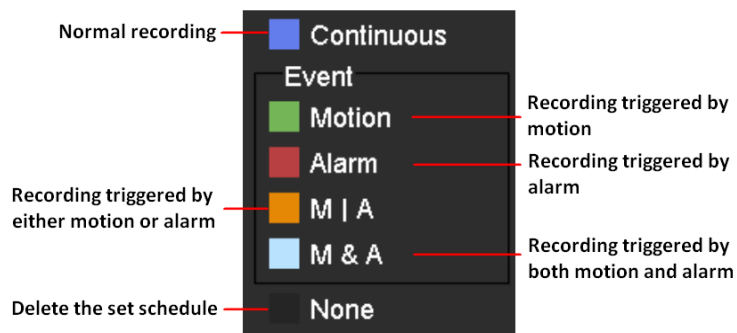 Normal recording
Continuous
Event
Motion
Recording triggered by
motion
Alarm
Recording triggered by
alarm
Recording triggered by
either motion or alarm
M | A
M & A
Recording triggered by
both motion and alarm
Delete the set schedule
None